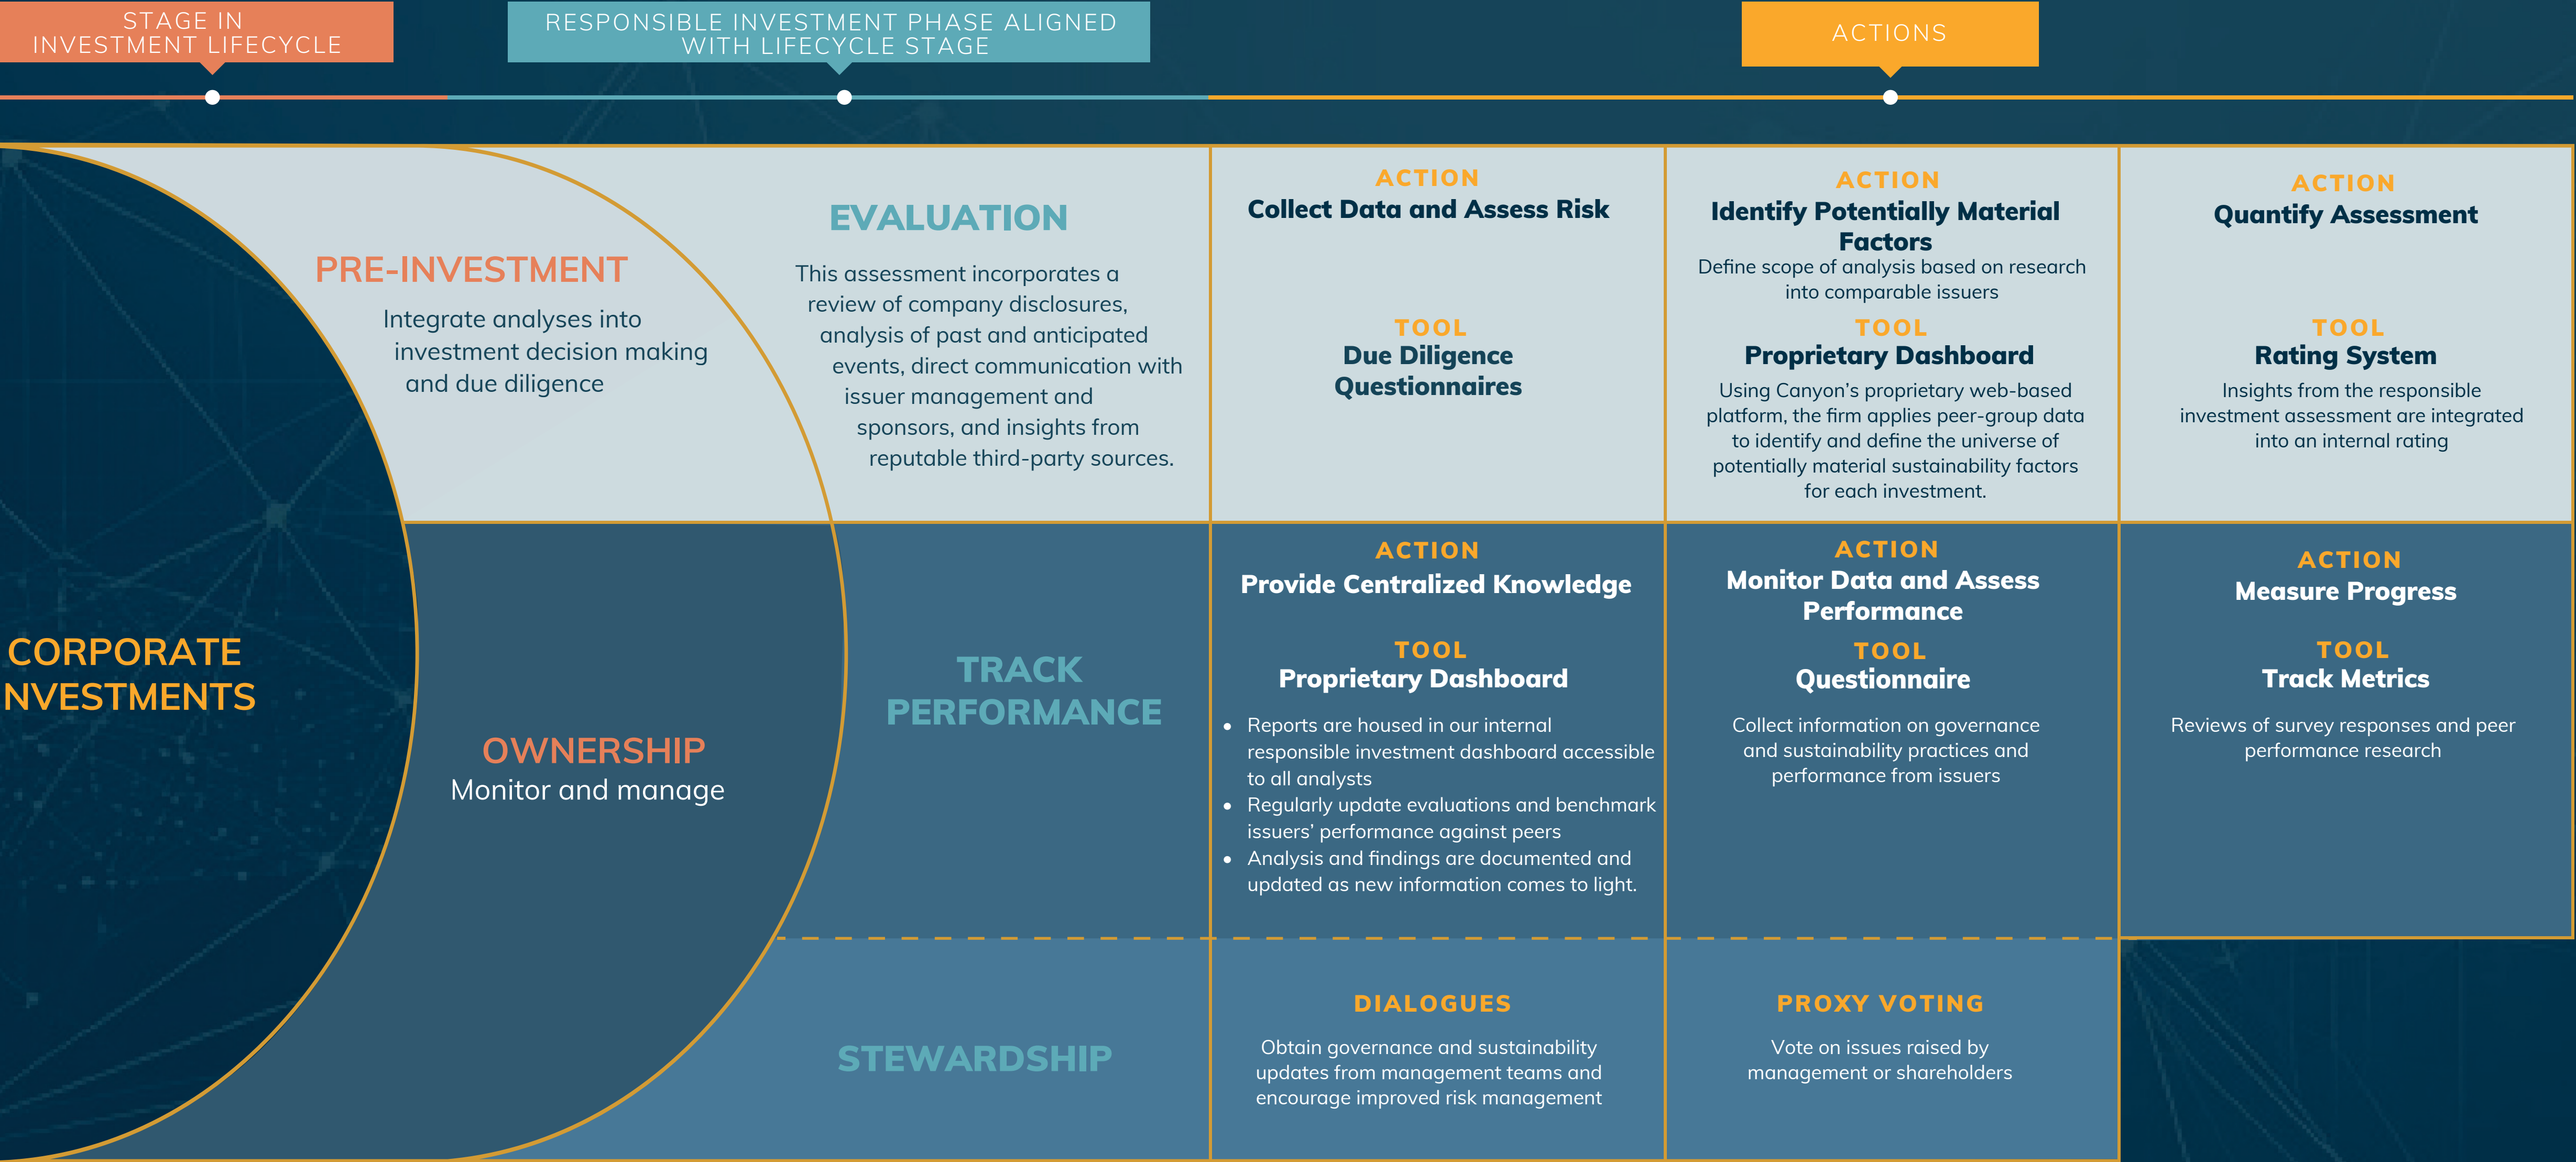 STAGE IN
INVESTMENT LIFECYCLE
RESPONSIBLE INVESTMENT PHASE ALIGNED
WITH LIFECYCLE STAGE
ACTIONS
CORPORATE
NVESTMENTS
PRE-INVESTMENT
Integrate analyses into
investment decision making
and due diligence
EVALUATION
This assessment incorporates a
review of company disclosures,
analysis of past and anticipated
events, direct communication with
issuer management and
sponsors, and insights from
reputable third-party sources.
ACTION
Collect Data and Assess Risk
TOOL
Due Diligence
Questionnaires
ACTION
Identify Potentially Material
Factors
Define scope of analysis based on research
into comparable issuers
TOOL
Proprietary Dashboard
Using Canyon’s proprietary web-based
platform, the firm applies peer-group data
to identify and define the universe of
potentially material sustainability factors
for each investment.
ACTION
Quantify Assessment
TOOL
Rating System
Insights from the responsible
investment assessment are integrated
into an internal rating
OWNERSHIP
Monitor and manage
TRACK
PERFORMANCE
ACTION
Provide Centralized Knowledge
TOOL
Proprietary Dashboard
• Reports are housed in our internal
responsible investment dashboard accessible
to all analysts
• Regularly update evaluations and benchmark
issuers’ performance against peers
• Analysis and findings are documented and
updated as new information comes to light.
ACTION
Monitor Data and Assess
Performance
TOOL
Questionnaire
Collect information on governance
and sustainability practices and
performance from issuers
ACTION
Measure Progress
TOOL
Track Metrics
Reviews of survey responses and peer
performance research
STEWARDSHIP
DIALOGUES
Obtain governance and sustainability
updates from management teams and
encourage improved risk management
PROXY VOTING
Vote on issues raised by
management or shareholders